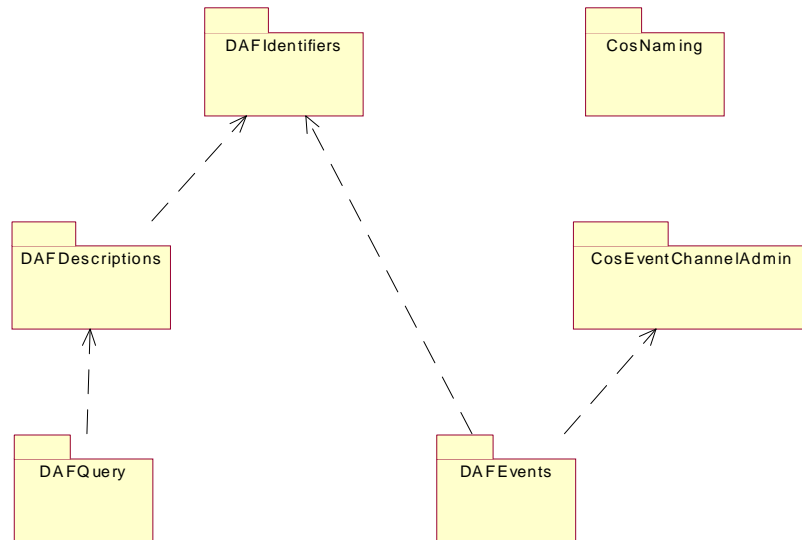 DAFIdentifiers
CosNaming
DAFDescriptions
CosEventChannelAdmin
DAFQuery
DAFEvents